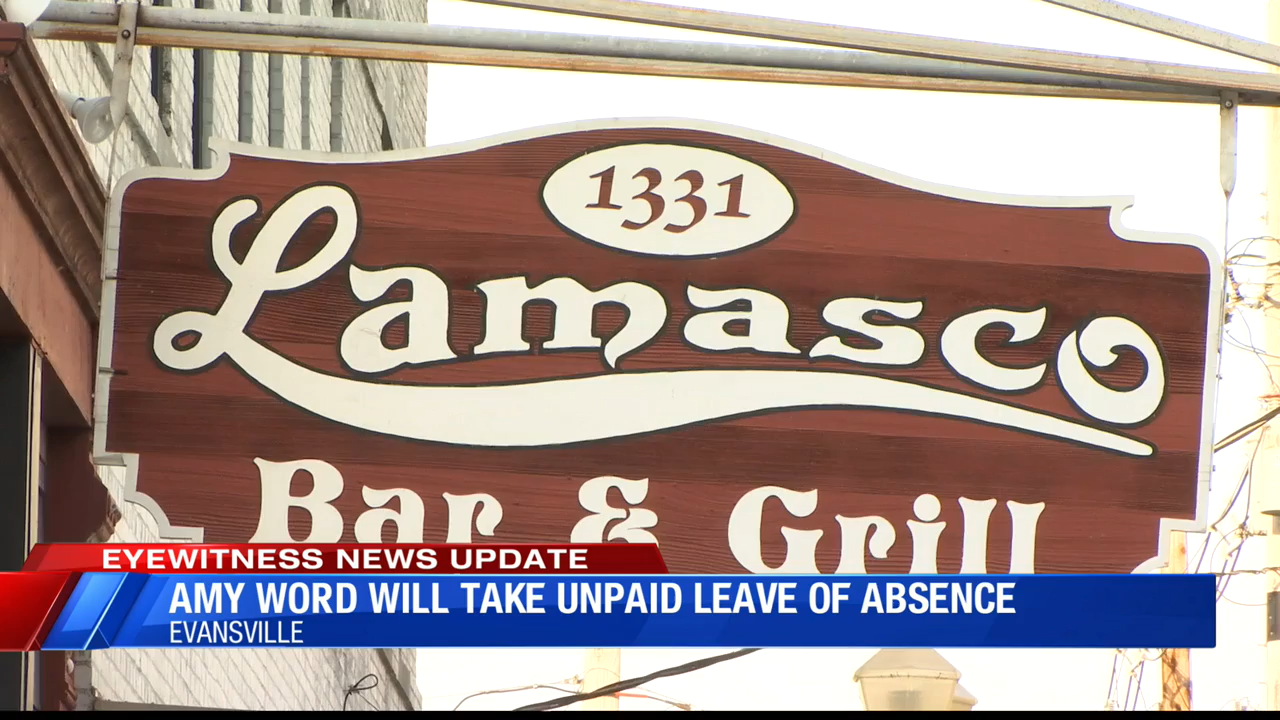 1331
Lamasco
Bar & Grill
EYEWITNESS NEWS UPDATE
AMY WORD WILL TAKE UNPAID LEAVE OF ABSENCE
EVANSVILLE